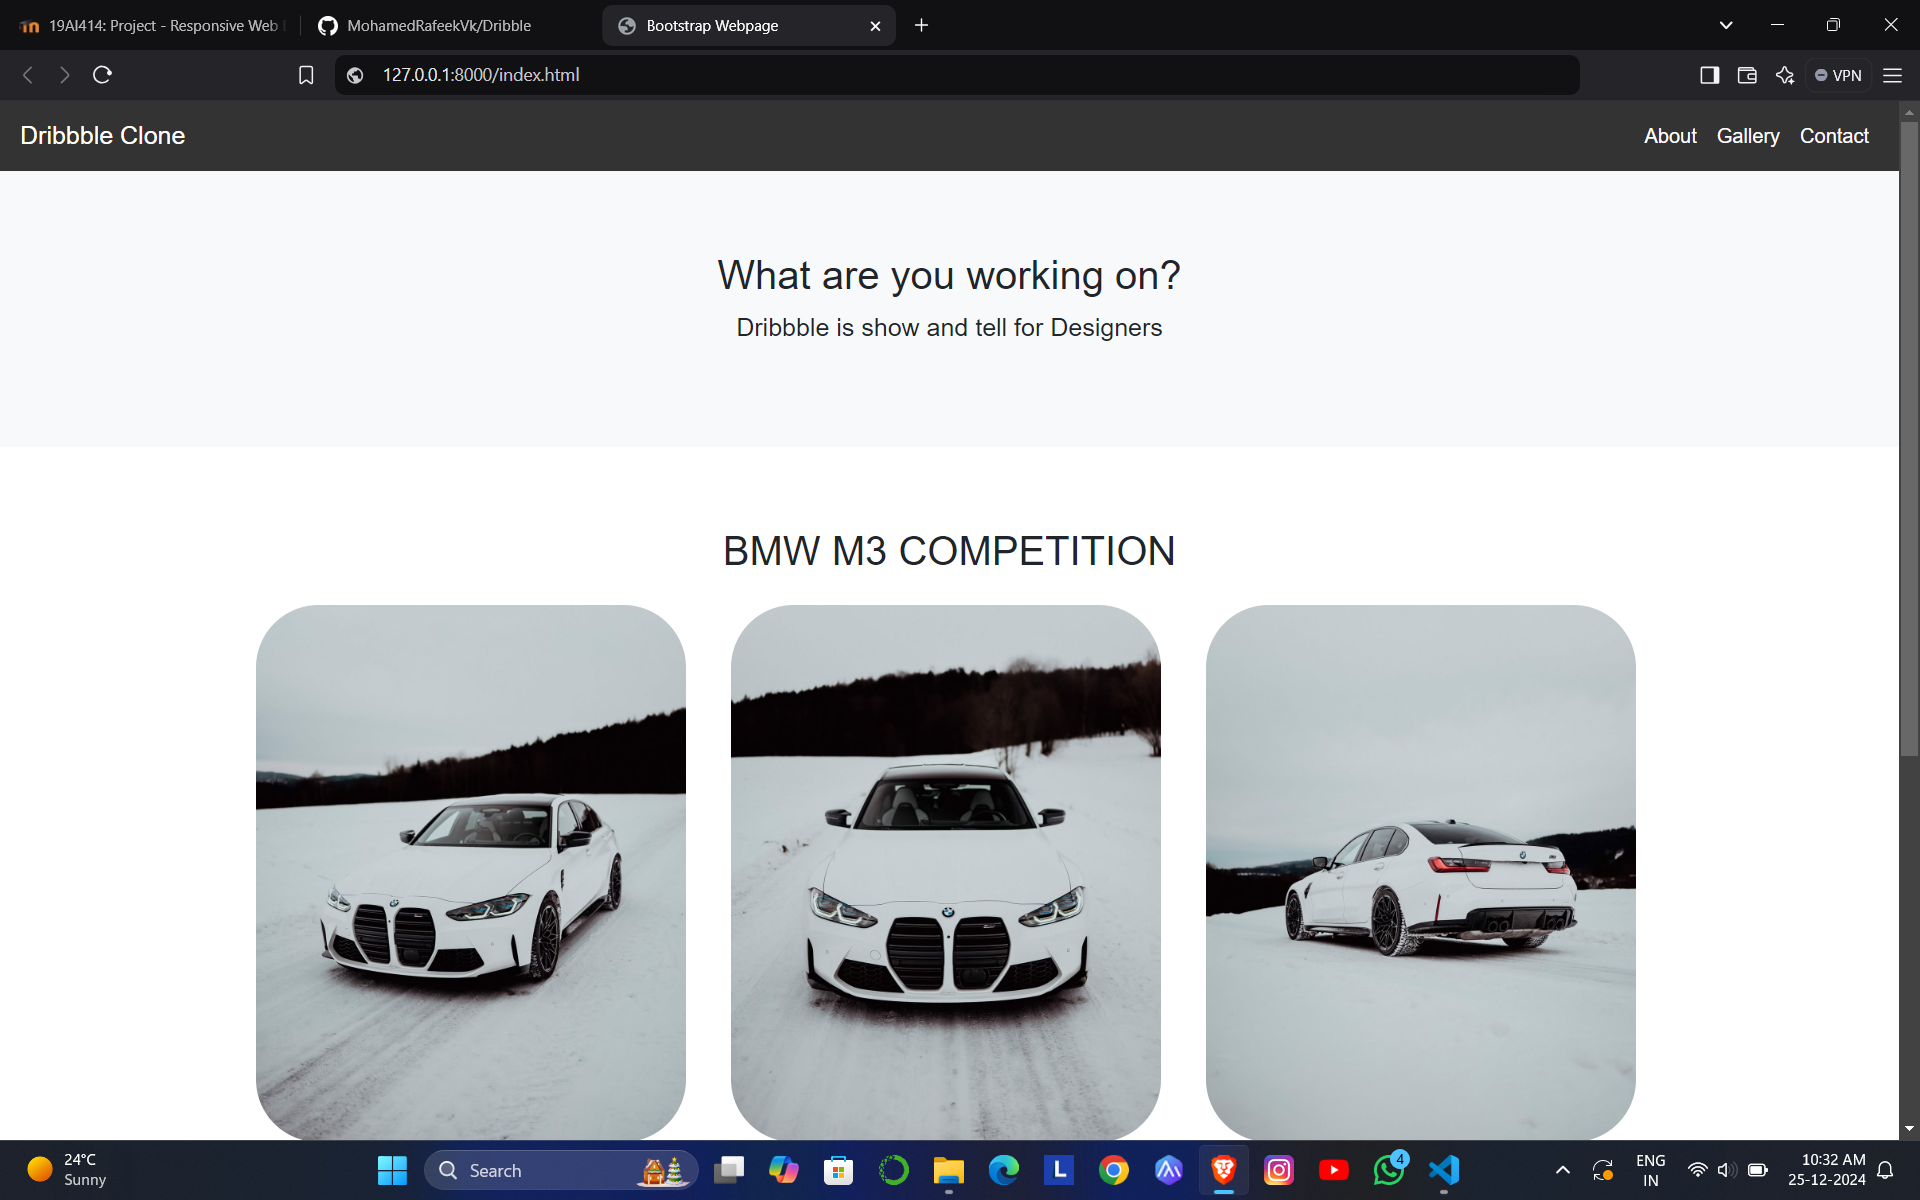 19AI414: Project - Responsive Web
MohamedRafeekVk/Dribble
Bootstrap Webpage
127.0.0.1:8000/index.html
VPN
Dribbble Clone
About Gallery Contact
What are you working on?
Dribbble is show and tell for Designers
BMW M3 COMPETITION
24°C
Sunny
Search
L
4
ENG
IN
10:32 AM
25-12-2024